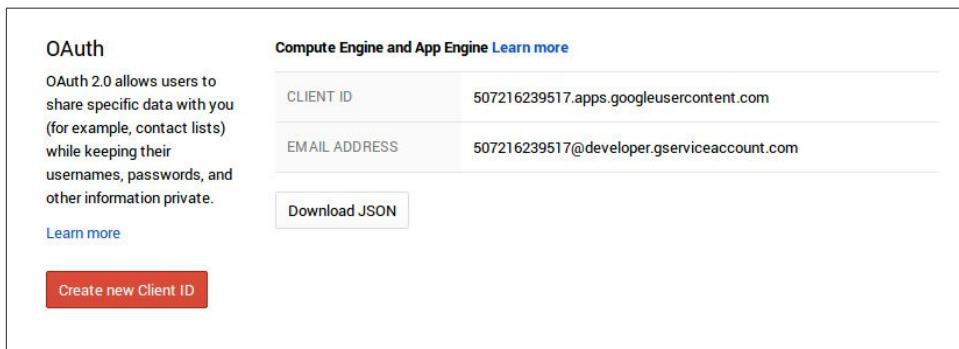 OAuth
OAuth 2.0 allows users to
share specific data with you
(for example, contact lists)
while keeping their
usernames, passwords, and
other information private.
Learn more
Create new Client ID
Compute Engine and App Engine Learn more
CLIENT ID 507216239517.apps.googleusercontent.com
EMAIL ADDRESS 507216239517@developer.gserviceaccount.com
Download JSON